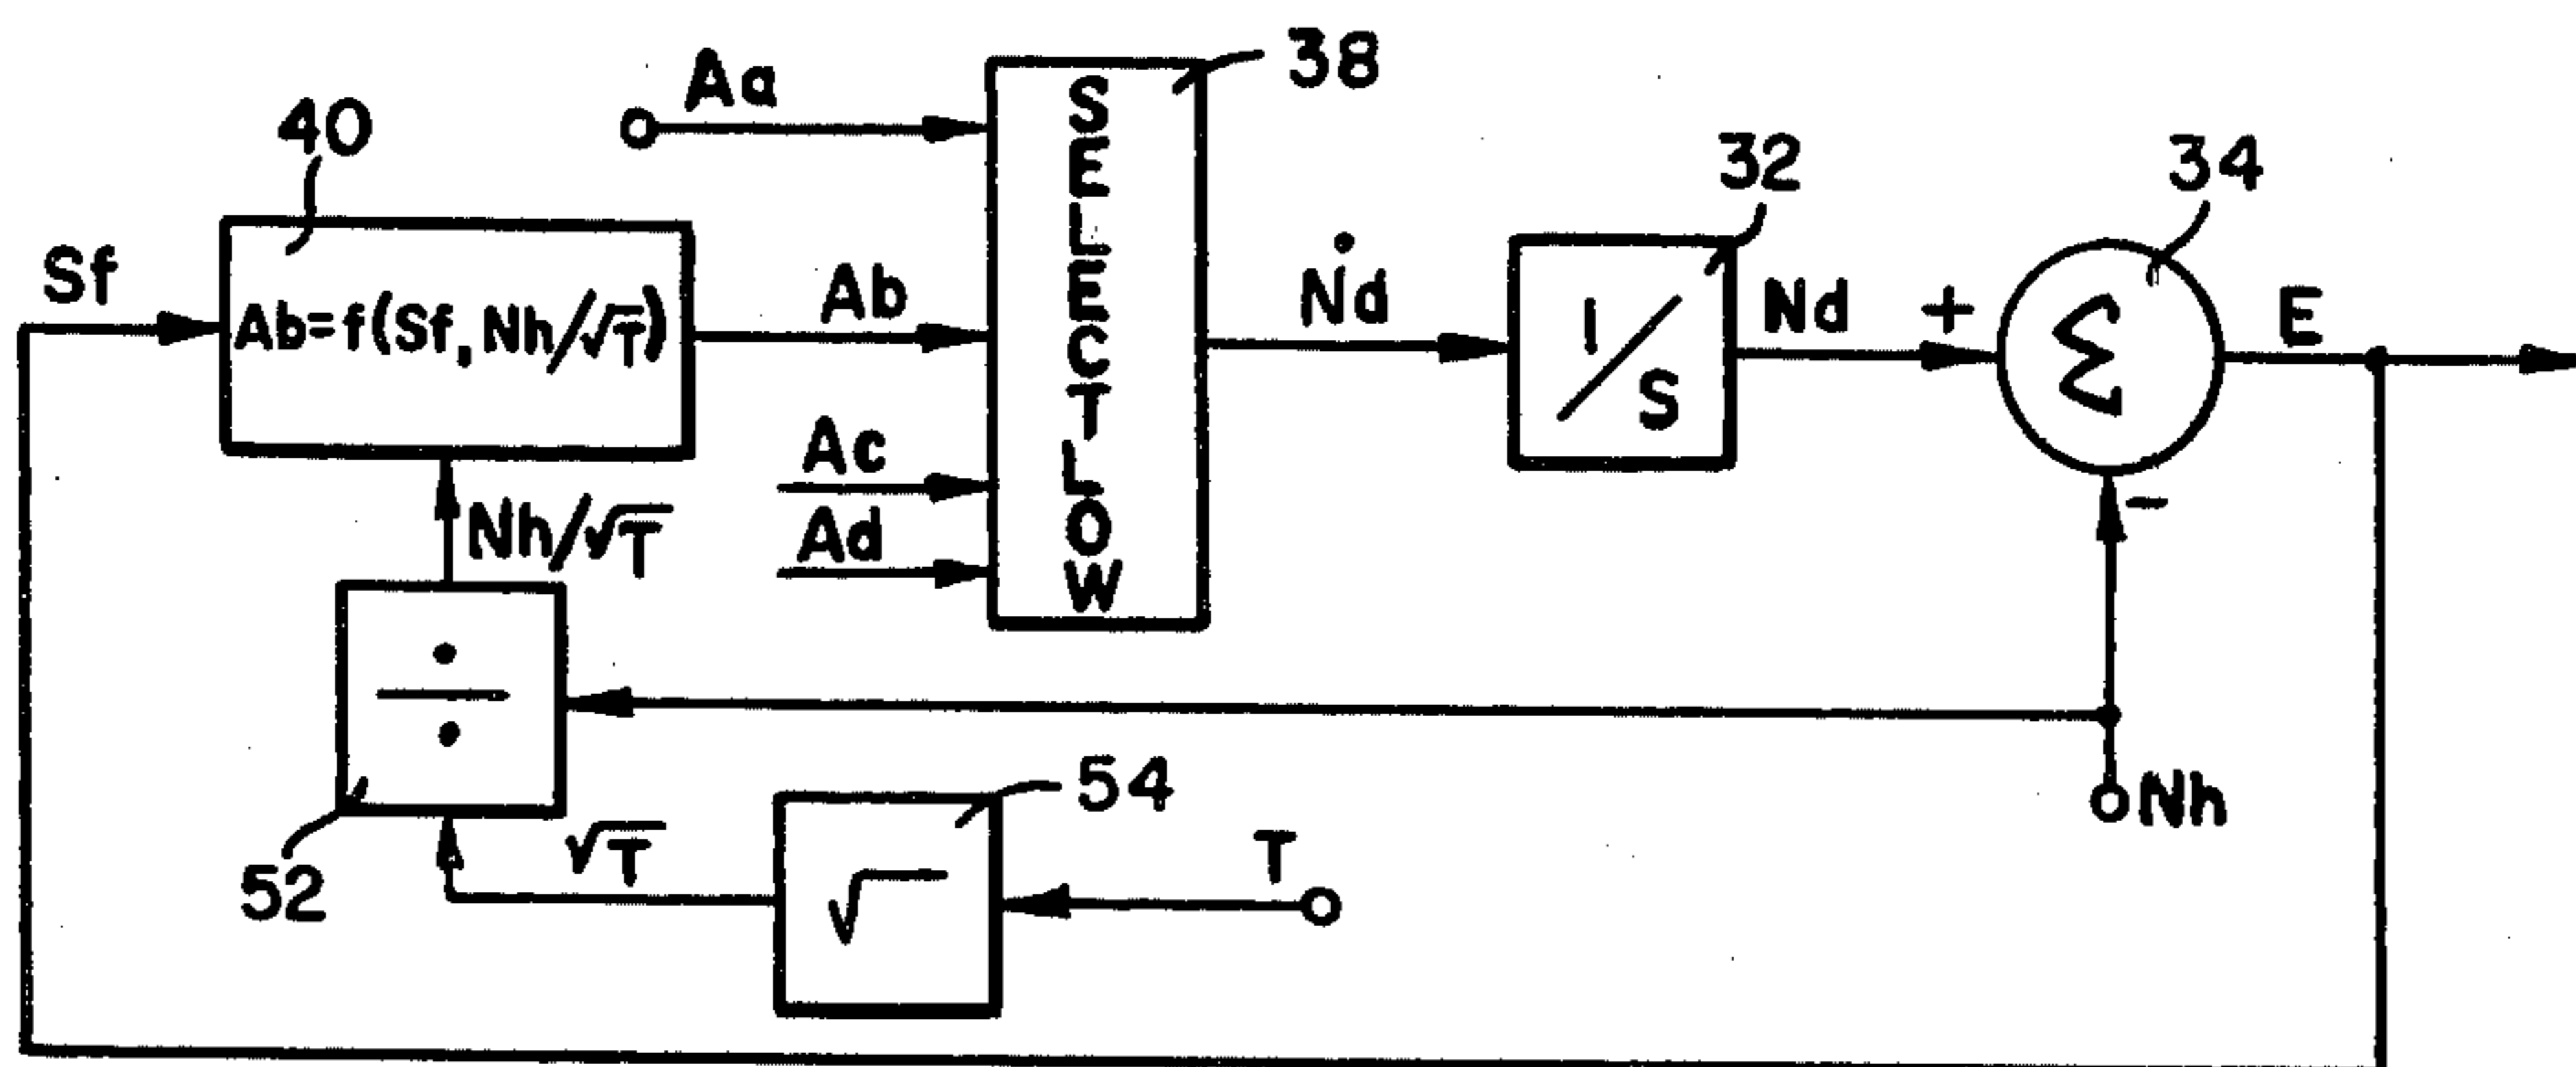 Aa
38
40
S
E
L
E
C
T
L
O
W
32
34
Sf
Ab=f(Sf, Nh/√T)
Ab
Ṅd
1/S
Nd
+
Σ
E
Ac
Ad
-
Nh/√T
÷
Nh
52
√T
54
√
T